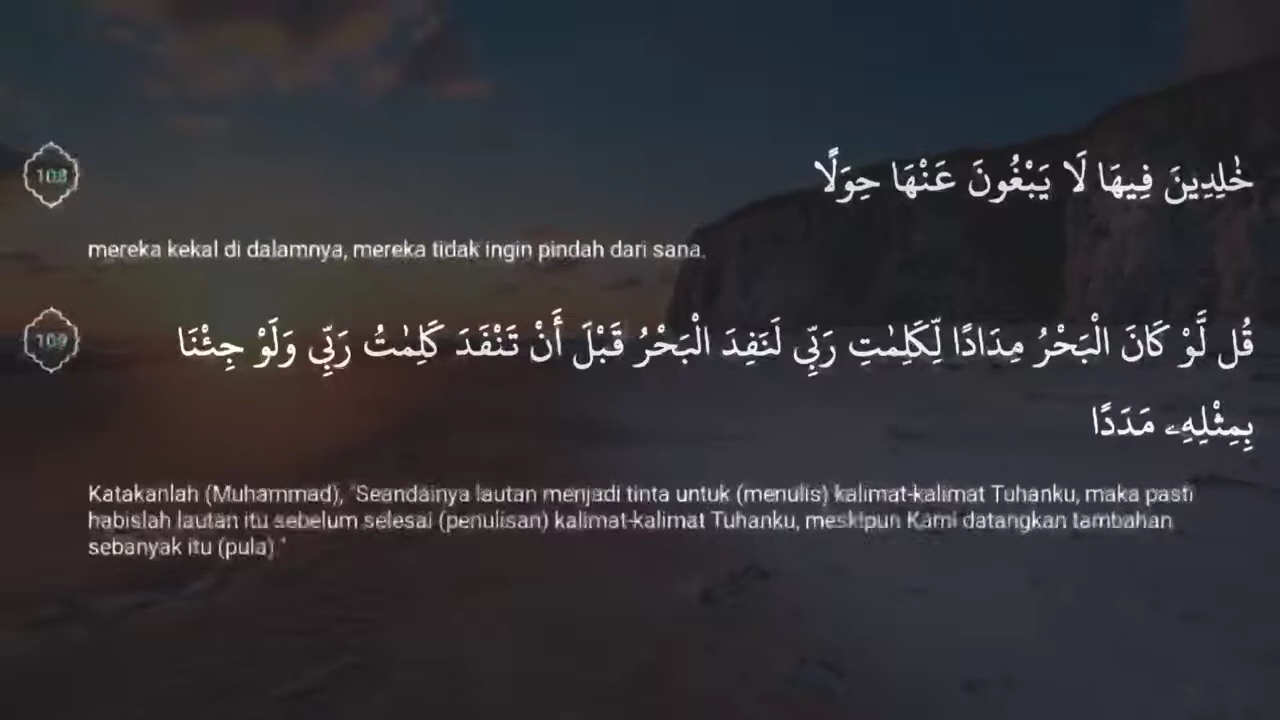 108
خٰلِدِينَ فِيهَا لَا يَبْغُونَ عَنْهَا حِوَلًا
mereka kekal di dalamnya, mereka tidak ingin pindah dari sana.
109
قُل لَّوْ كَانَ الْبَحْرُ مِدَادًا لِّكَلِمٰتِ رَبِّى لَنَفِدَ الْبَحْرُ قَبْلَ أَنْ تَنْفَدَ كَلِمٰتُ رَبِّى وَلَوْ جِئْنَا
بِمِثْلِهِۦ مَدَدًا
Katakanlah (Muhammad), "Seandainya lautan menjadi tinta untuk (menulis) kalimat-kalimat Tuhanku, maka pasti
habislah lautan itu sebelum selesai (penulisan) kalimat-kalimat Tuhanku, meskipun Kami datangkan tambahan
sebanyak itu (pula)."